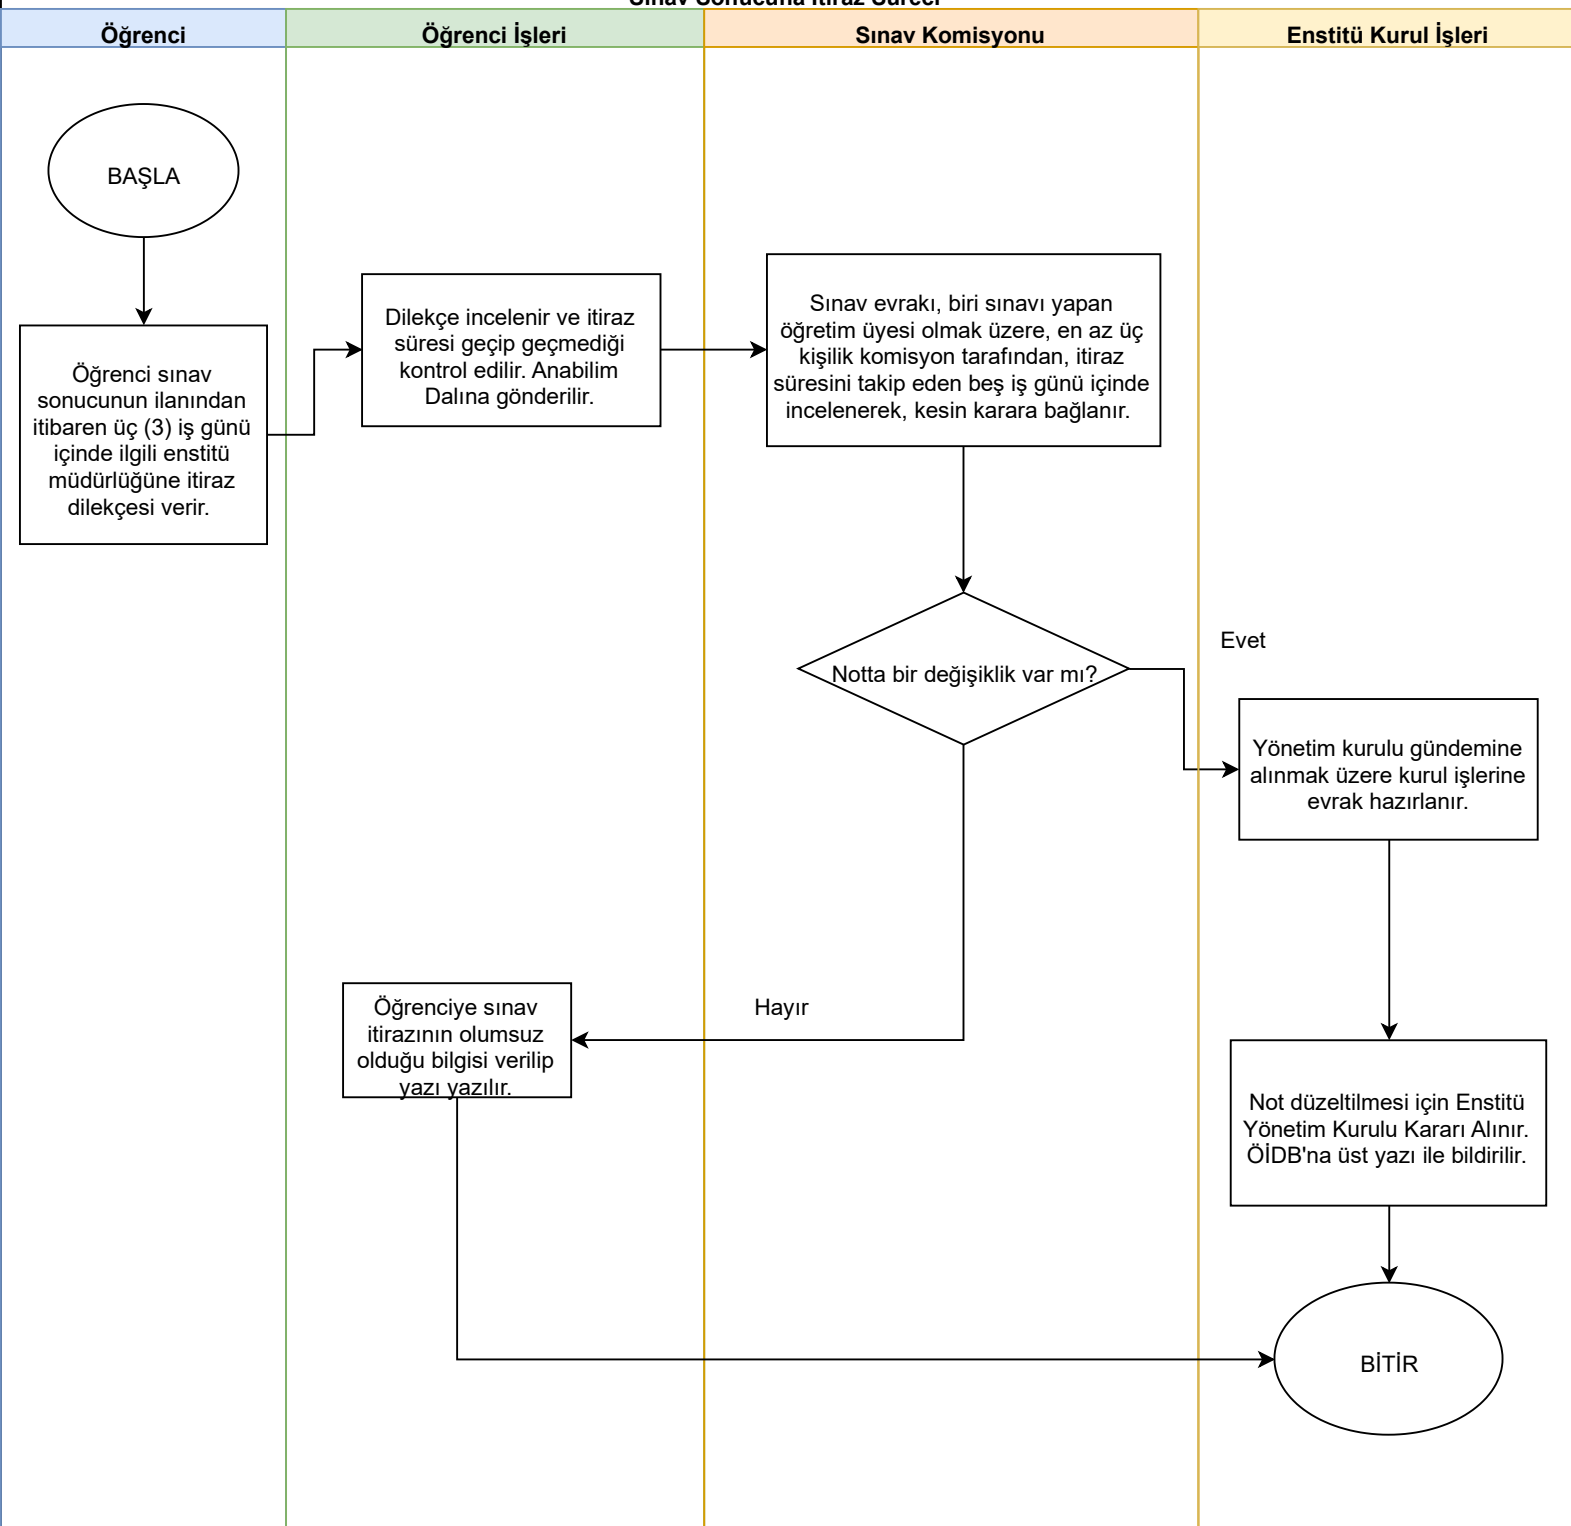 Sınav Sonucuna İtiraz Süreci
Öğrenci
Öğrenci İşleri
Sınav Komisyonu
Enstitü Kurul İşleri
BAŞLA
Öğrenci sınav
sonucunun ilanından
itibaren üç (3) iş günü
içinde ilgili enstitü
müdürlüğüne itiraz
dilekçesi verir.
Dilekçe incelenir ve itiraz
süresi geçip geçmediği
kontrol edilir. Anabilim
Dalına gönderilir.
Sınav evrakı, biri sınavı yapan
öğretim üyesi olmak üzere, en az üç
kişilik komisyon tarafından, itiraz
süresini takip eden beş iş günü içinde
incelenerek, kesin karara bağlanır.
Notta bir değişiklik var mı?
Evet
Yönetim kurulu gündemine
alınmak üzere kurul işlerine
evrak hazırlanır.
Hayır
Öğrenciye sınav
itirazının olumsuz
olduğu bilgisi verilip
yazı yazılır.
Not düzeltilmesi için Enstitü
Yönetim Kurulu Kararı Alınır.
ÖİDB'na üst yazı ile bildirilir.
BİTİR